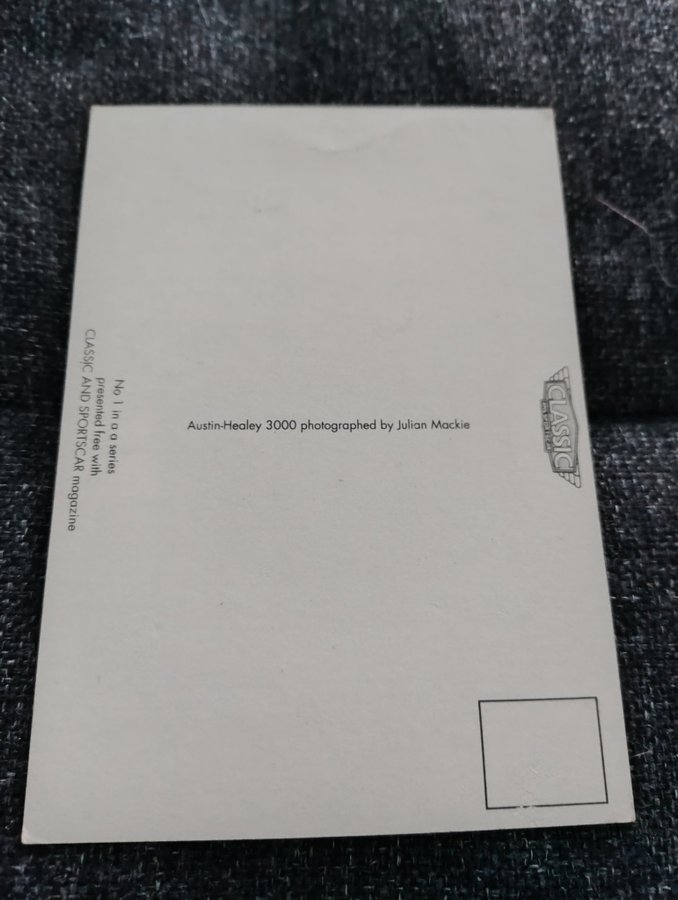 CLASSIC
Austin-Healey 3000 photographed by Julian Mackie
No 1 in a a series
presented free with
CLASSIC AND SPORTSCAR magazine